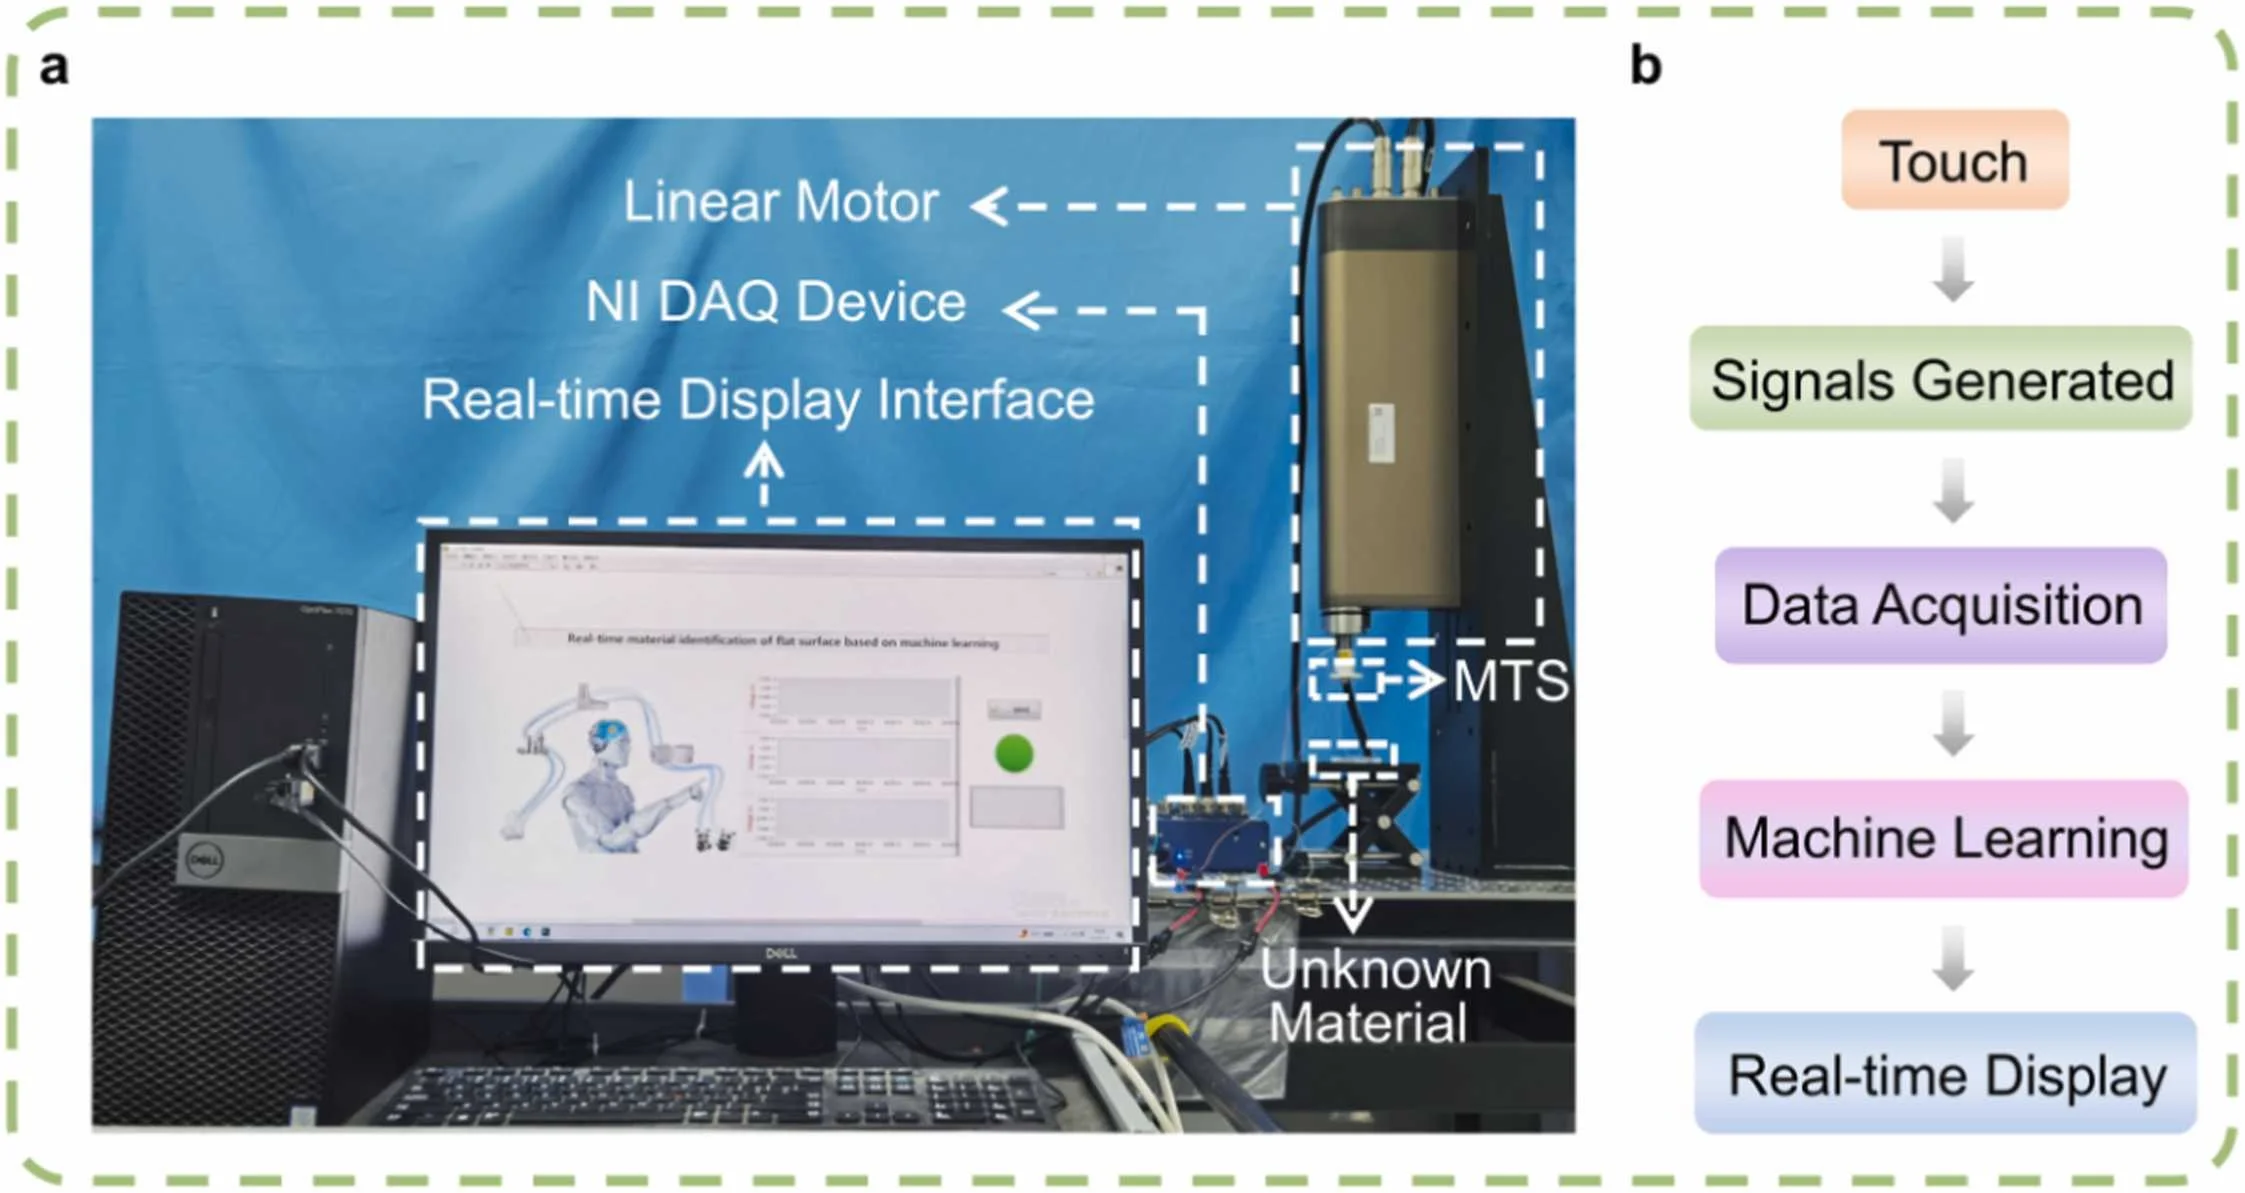 a
Linear Motor
NI DAQ Device
Real-time Display Interface
Real-time material identification of flat surface based on machine learning
MTS
DELL
DELL
Unknown
Material
b
Touch
Signals Generated
Data Acquisition
Machine Learning
Real-time Display